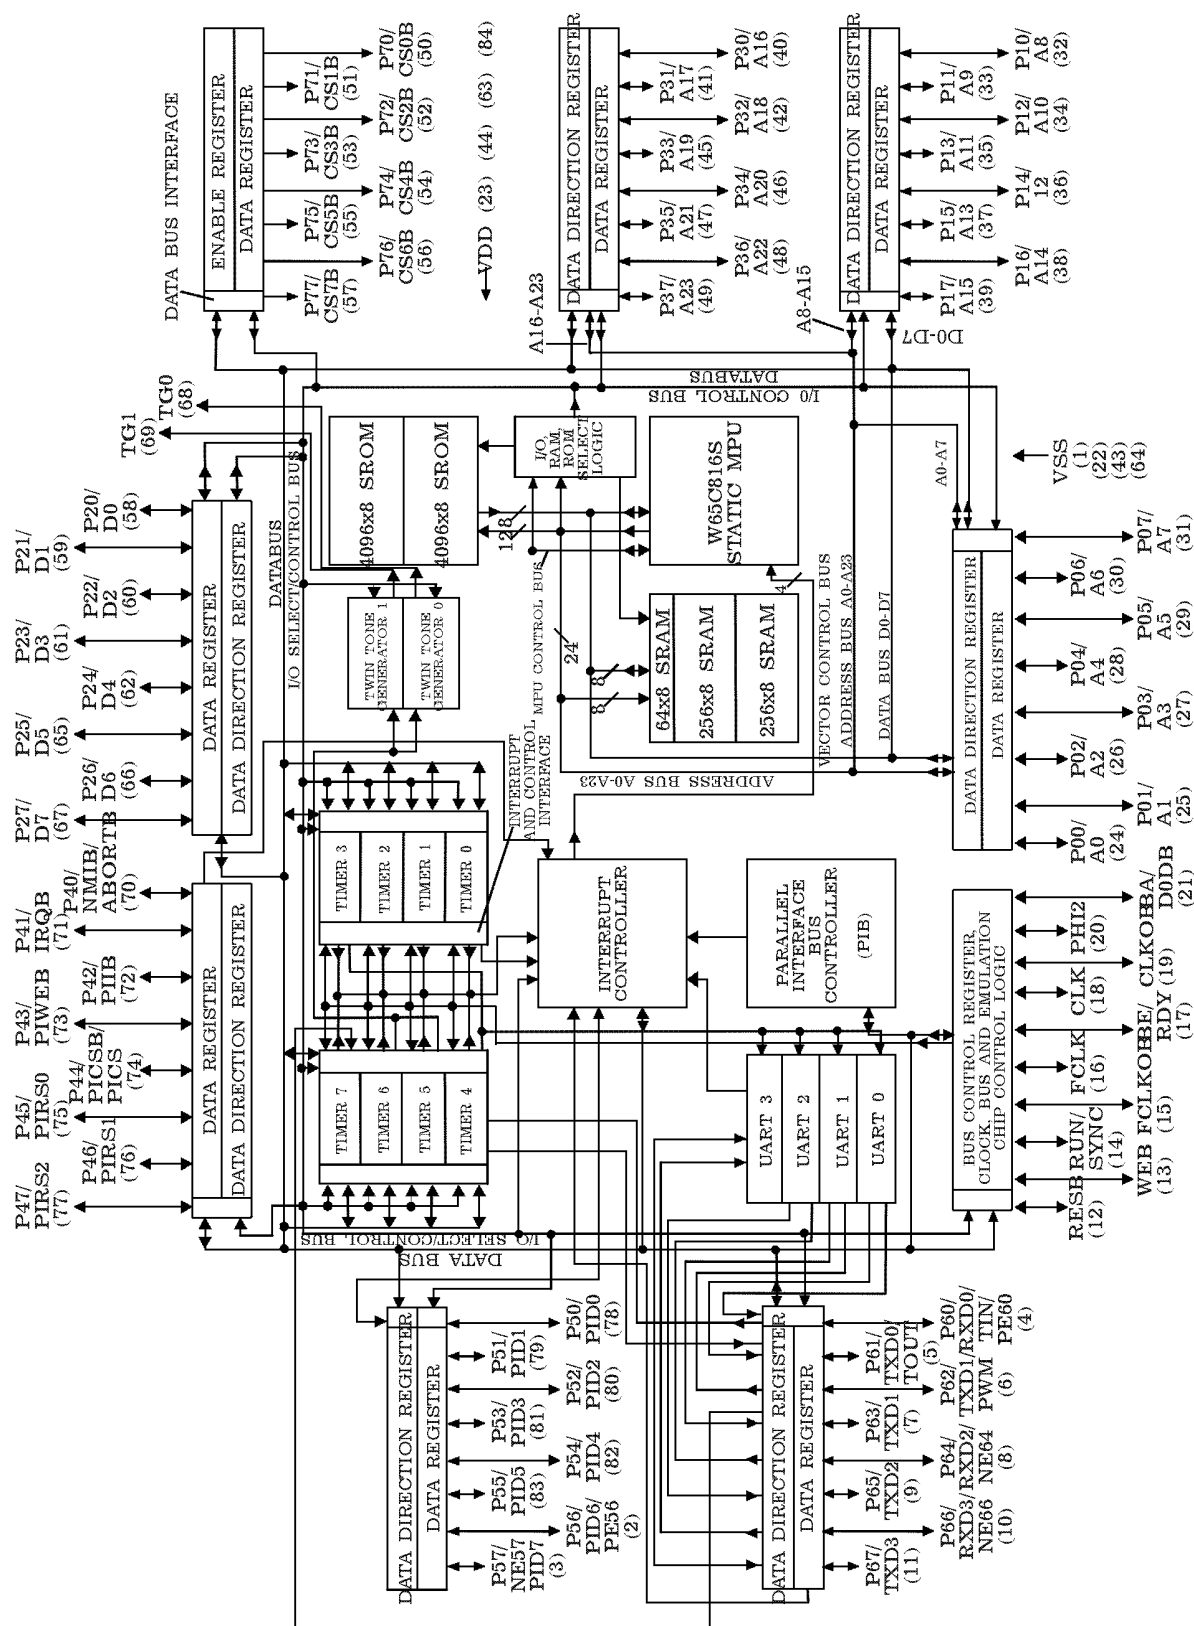 DATA BUS INTERFACE
ENABLE REGISTER
DATA REGISTER
P70/
CS0B
(50)
P71/
CS1B
(51)
P72/
CS2B
(52)
P73/
CS3B
(53)
P74/
CS4B
(54)
P75/
CS5B
(55)
P76/
CS6B
(56)
P77/
CS7B
(57)
VDD (23) (44) (63) (84)
DATA DIRECTION REGISTER
DATA REGISTER
A16-A23
P30/
A16
(40)
P31/
A17
(41)
P32/
A18
(42)
P33/
A19
(45)
P34/
A20
(46)
P35/
A21
(47)
P36/
A22
(48)
P37/
A23
(49)
DATA DIRECTION REGISTER
DATA REGISTER
A8-A15
D0-D7
P10/
A8
(32)
P11/
A9
(33)
P12/
A10
(34)
P13/
A11
(35)
P14/
12
(36)
P15/
A13
(37)
P16/
A14
(38)
P17/
A15
(39)
TG1
(69)
TG0
(68)
DATABUS
I/O CONTROL BUS
I/O SELECT/CONTROL BUS
DATABUS
4096x8 SROM
4096x8 SROM
I/O,
RAM,
ROM
SELECT
LOGIC
W65C816S
STATIC MPU
128
MPU CONTROL BUS
24
8
8
4
64x8 SRAM
256x8 SRAM
256x8 SRAM
TWIN TONE
GENERATOR 1
TWIN TONE
GENERATOR 0
VECTOR CONTROL BUS
ADDRESS BUS A0-A23
DATA BUS D0-D7
ADDRESS BUS A0-A23
A0-A7
VSS
(1)
(22)
(43)
(64)
DATA REGISTER
DATA DIRECTION REGISTER
P20/
D0
(58)
P21/
D1
(59)
P22/
D2
(60)
P23/
D3
(61)
P24/
D4
(62)
P25/
D5
(65)
P26/
D6
(66)
P27/
D7
(67)
DATA DIRECTION REGISTER
DATA REGISTER
P07/
A7
(31)
P06/
A6
(30)
P05/
A5
(29)
P04/
A4
(28)
P03/
A3
(27)
P02/
A2
(26)
P01/
A1
(25)
P00/
A0
(24)
INTERRUPT
AND CONTROL
INTERFACE
TIMER 3
TIMER 2
TIMER 1
TIMER 0
TIMER 7
TIMER 6
TIMER 5
TIMER 4
INTERRUPT
CONTROLLER
PARALLEL
INTERFACE
BUS
CONTROLLER
(PIB)
DATA REGISTER
DATA DIRECTION REGISTER
P40/
NMIB/
ABORTB
(70)
P41/
IRQB
(71)
P42/
PIIB
(72)
P43/
PIWEB
(73)
P44/
PICSB/
PICS
(74)
P45/
PIRS0
(75)
P46/
PIRS1
(76)
P47/
PIRS2
(77)
UART 3
UART 2
UART 1
UART 0
BUS CONTROL REGISTER,
CLOCK, BUS AND EMULATION
CHIP CONTROL LOGIC
BA/
D0DB
(21)
PHI2
(20)
CLKOB
(19)
CLK
(18)
BE/
RDY
(17)
FCLK
(16)
FCLKOB
(15)
RUN/
SYNC
(14)
WEB
(13)
RESB
(12)
I/O SELECT/CONTROL BUS
DATA BUS
DATA DIRECTION REGISTER
DATA REGISTER
P50/
PID0
(78)
P51/
PID1
(79)
P52/
PID2
(80)
P53/
PID3
(81)
P54/
PID4
(82)
P55/
PID5
(83)
P56/
PID6/
PE56
(2)
P57/
NE57
PID7
(3)
DATA DIRECTION REGISTER
DATA REGISTER
P60/
RXD0/
TIN/
PE60
(4)
P61/
TXD0/
TOUT
(5)
P62/
TXD1/
PWM
(6)
P63/
TXD1
(7)
P64/
RXD2/
NE64
(8)
P65/
TXD2
(9)
P66/
RXD3/
NE66
(10)
P67/
TXD3
(11)